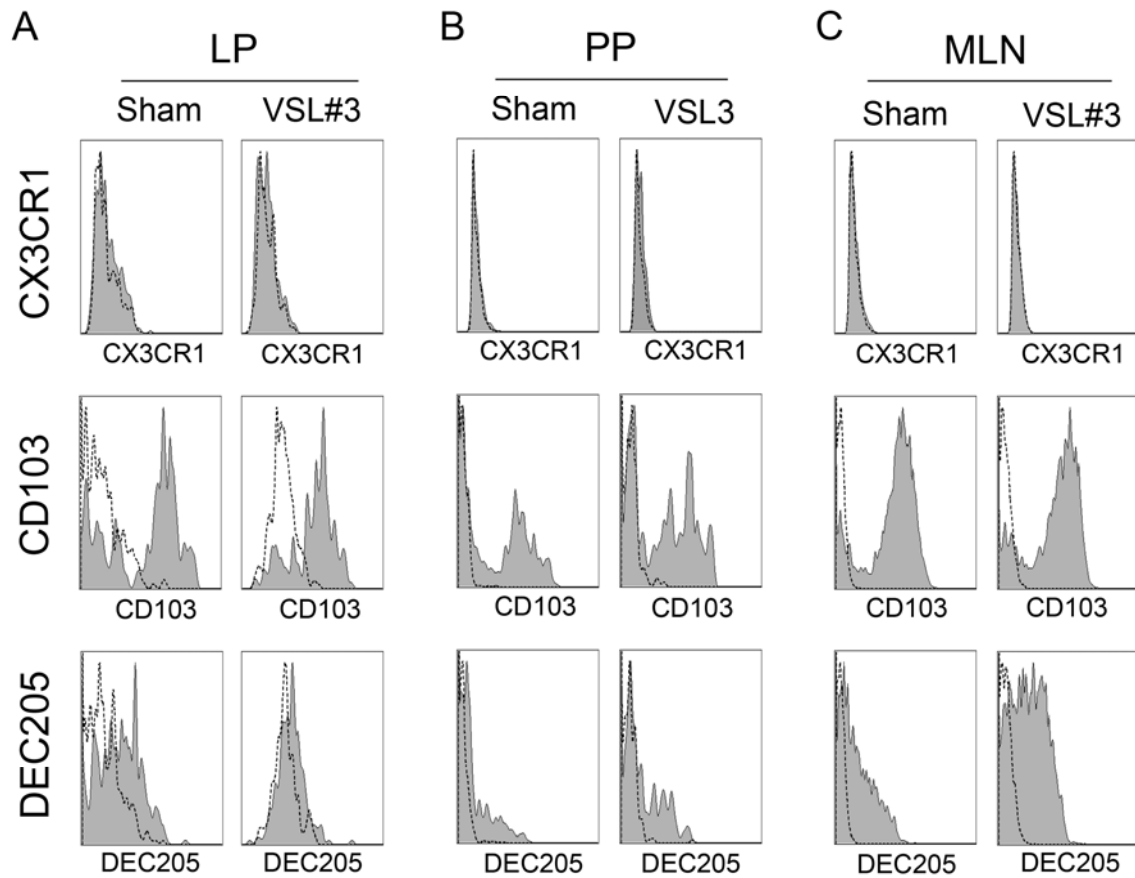 A B C
LP PP MLN
Sham VSL#3 Sham VSL3 Sham VSL#3
CX3CR1
CX3CR1 CX3CR1 CX3CR1 CX3CR1 CX3CR1 CX3CR1
CD103
CD103 CD103 CD103 CD103 CD103 CD103
DEC205
DEC205 DEC205 DEC205 DEC205 DEC205 DEC205